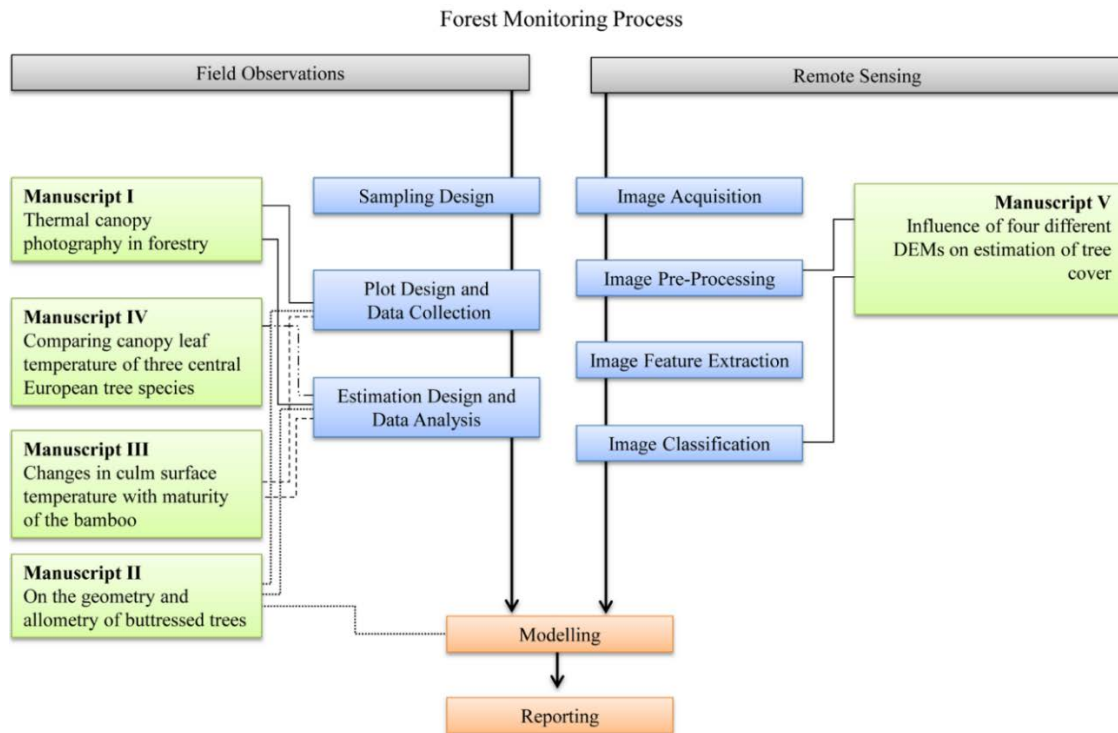 Forest Monitoring Process
Field Observations
Remote Sensing
Manuscript I
Thermal canopy
photography in forestry
Manuscript IV
Comparing canopy leaf
temperature of three central
European tree species
Manuscript III
Changes in culm surface
temperature with maturity
of the bamboo
Manuscript II
On the geometry and
allometry of buttressed trees
Sampling Design
Plot Design and
Data Collection
Estimation Design and
Data Analysis
Image Acquisition
Image Pre-Processing
Image Feature Extraction
Image Classification
Manuscript V
Influence of four different
DEMs on estimation of tree
cover
Modelling
Reporting